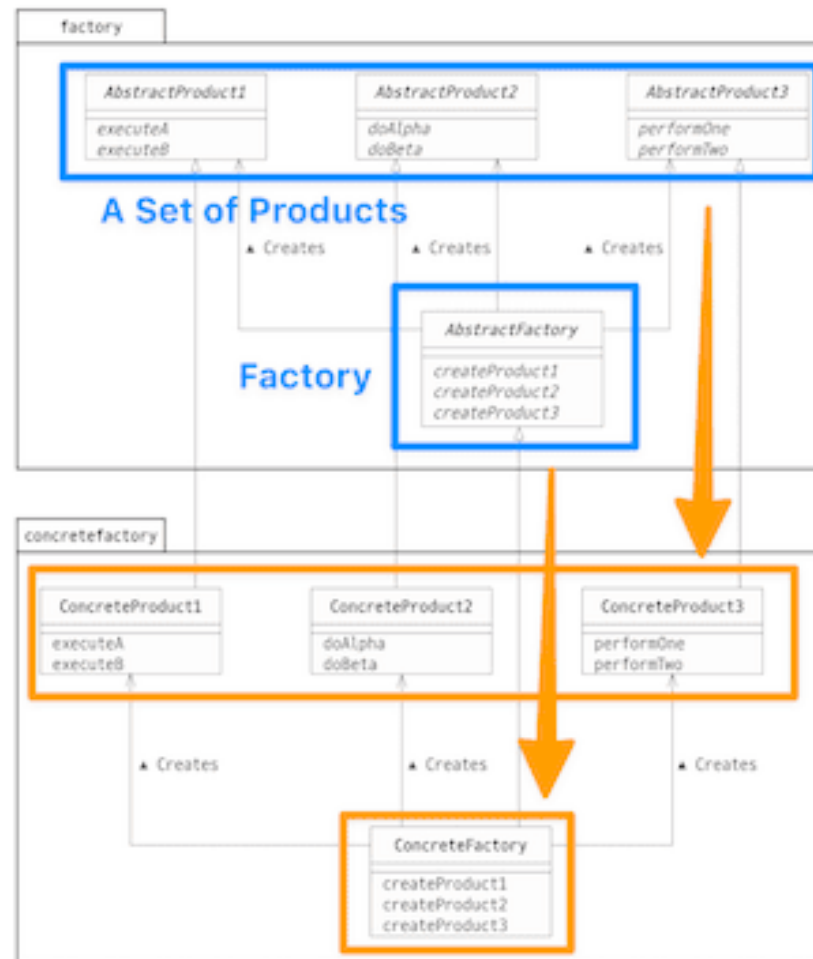 factory
AbstractProduct1
executeA
executeB
AbstractProduct2
doAlpha
doBeta
AbstractProduct3
performOne
performTwo
A Set of Products
▲ Creates
▲ Creates
▲ Creates
Factory
AbstractFactory
createProduct1
createProduct2
createProduct3
concretefactory
ConcreteProduct1
executeA
executeB
ConcreteProduct2
doAlpha
doBeta
ConcreteProduct3
performOne
performTwo
▲ Creates
▲ Creates
▲ Creates
ConcreteFactory
createProduct1
createProduct2
createProduct3